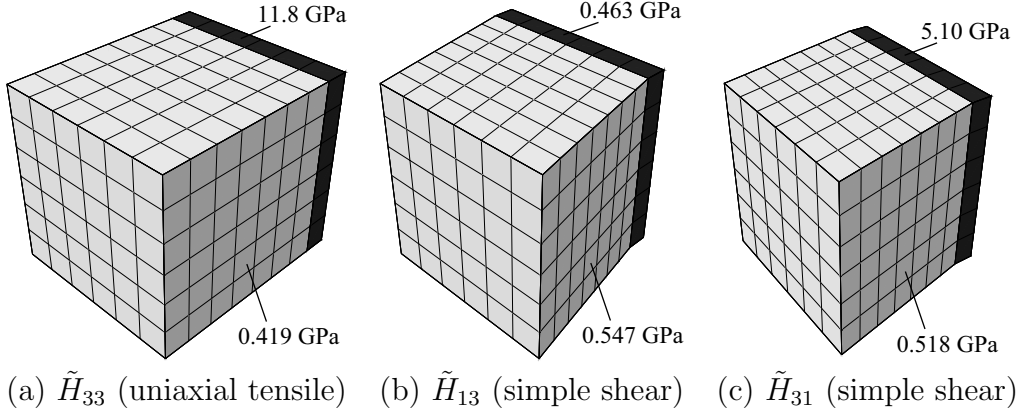 11.8 GPa
0.463 GPa
5.10 GPa
0.419 GPa
0.547 GPa
0.518 GPa
(a) H̃₃₃ (uniaxial tensile) (b) H̃₁₃ (simple shear) (c) H̃₃₁ (simple shear)